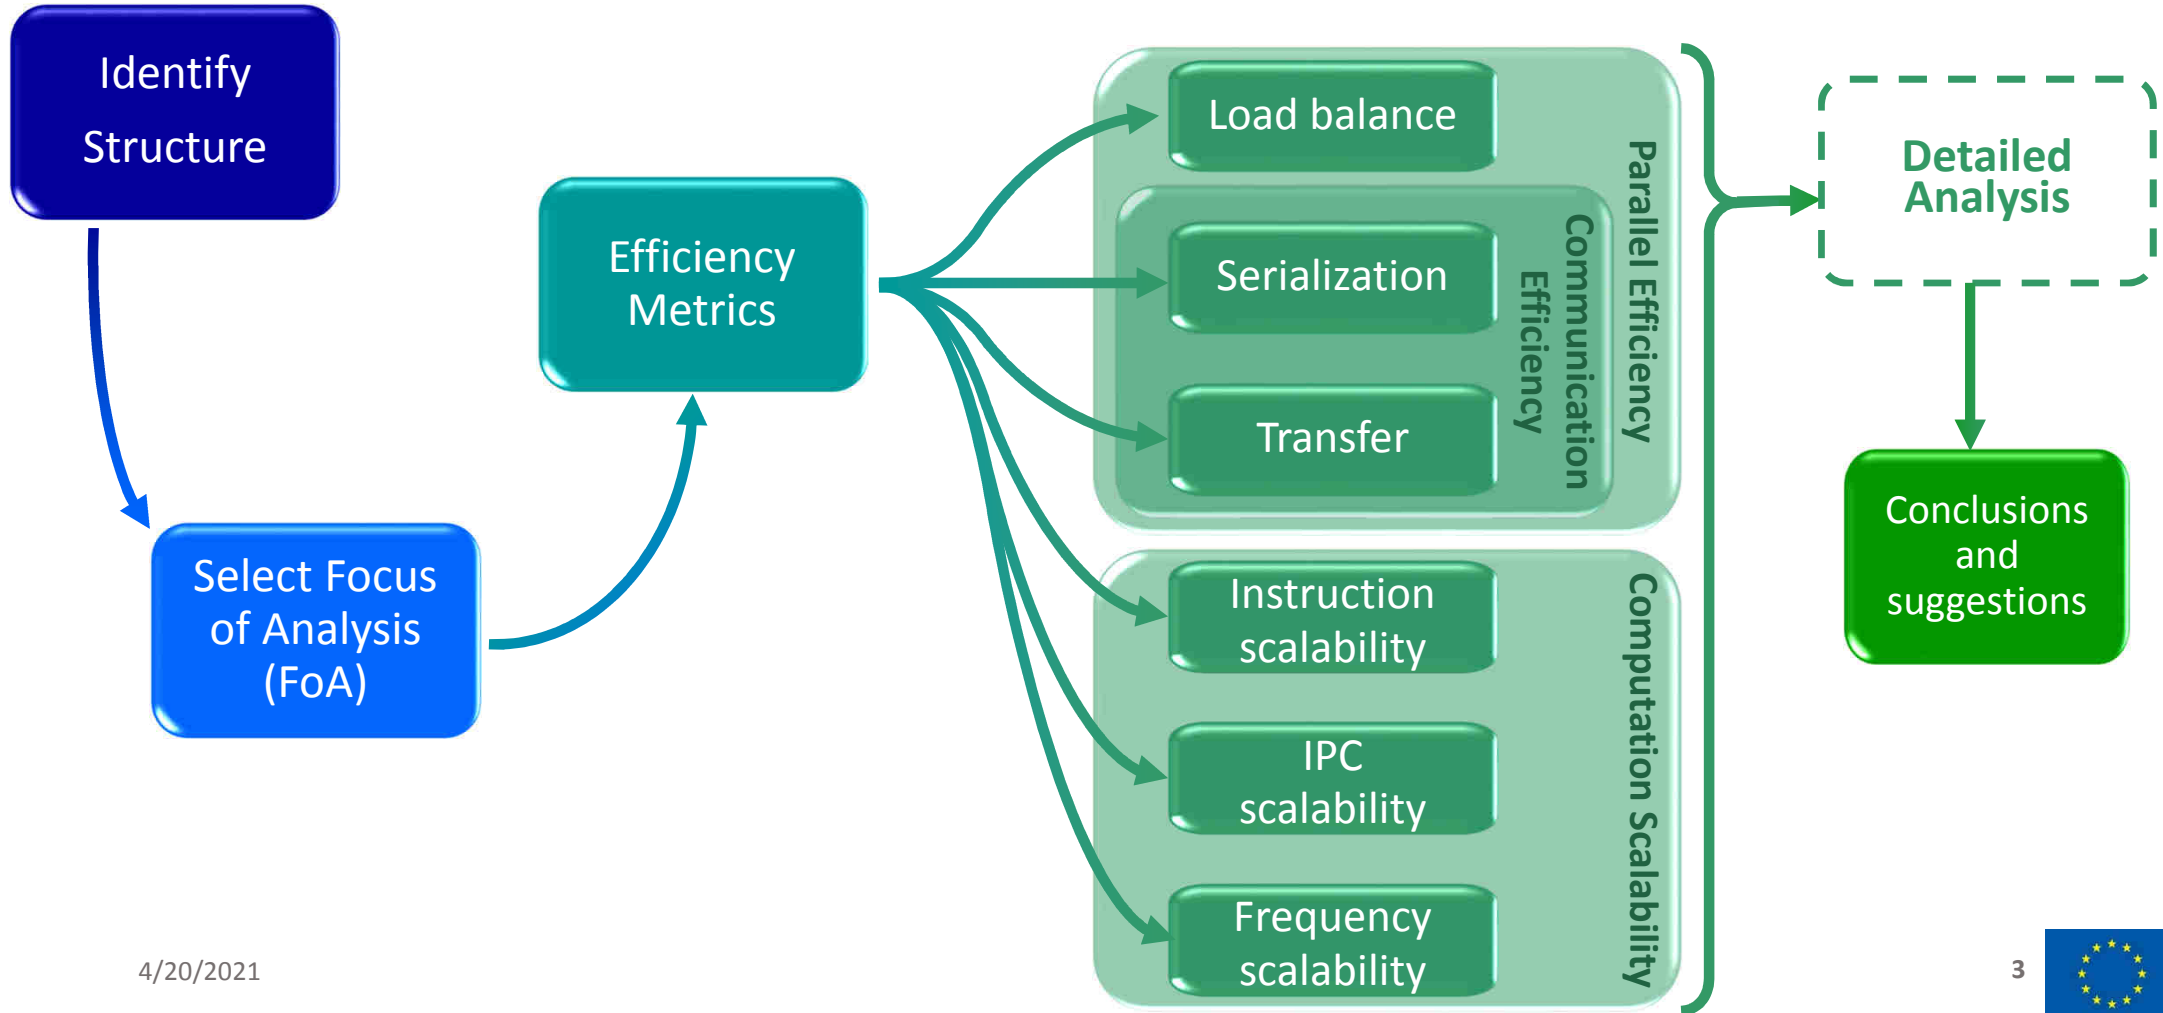 Identify
Structure
Select Focus
of Analysis
(FoA)
Efficiency
Metrics
Load balance
Serialization
Transfer
Communication
Efficiency
Parallel Efficiency
Instruction
scalability
IPC
scalability
Frequency
scalability
Computation Scalability
Detailed
Analysis
Conclusions
and
suggestions
4/20/2021
3